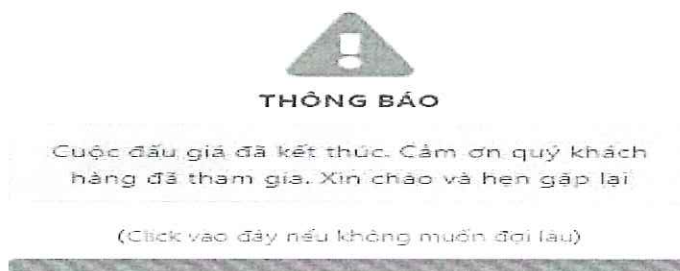 THÔNG BÁO
Cuộc đấu giá đã kết thúc. Cảm ơn quý khách
hàng đã tham gia. Xin chào và hẹn gặp lại
(Click vào đây nếu không muốn đợi lâu)